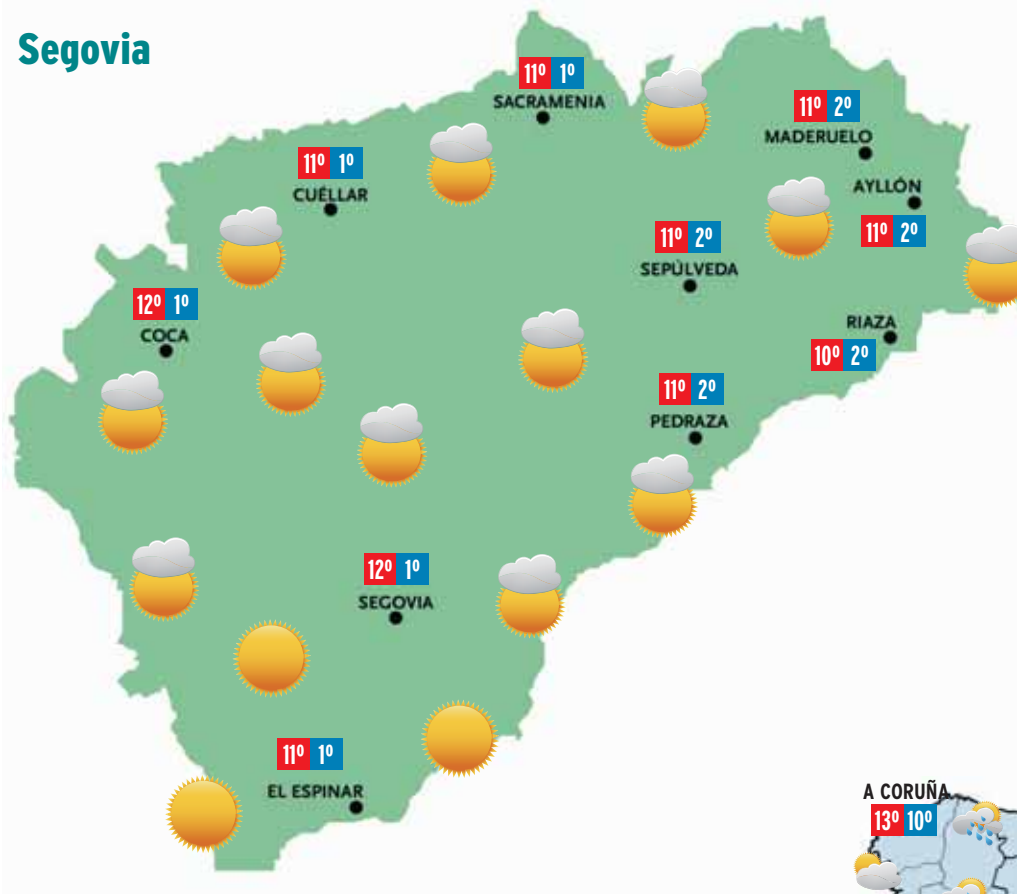 Segovia
11º 1º
SACRAMENIA
11º 2º
MADERUELO
11º 1º
CUÉLLAR
AYLLÓN
11º 2º
11º 2º
SEPÚLVEDA
12º 1º
COCA
RIAZA
10º 2º
11º 2º
PEDRAZA
12º 1º
SEGOVIA
11º 1º
EL ESPINAR
A CORUÑA
13º 10º